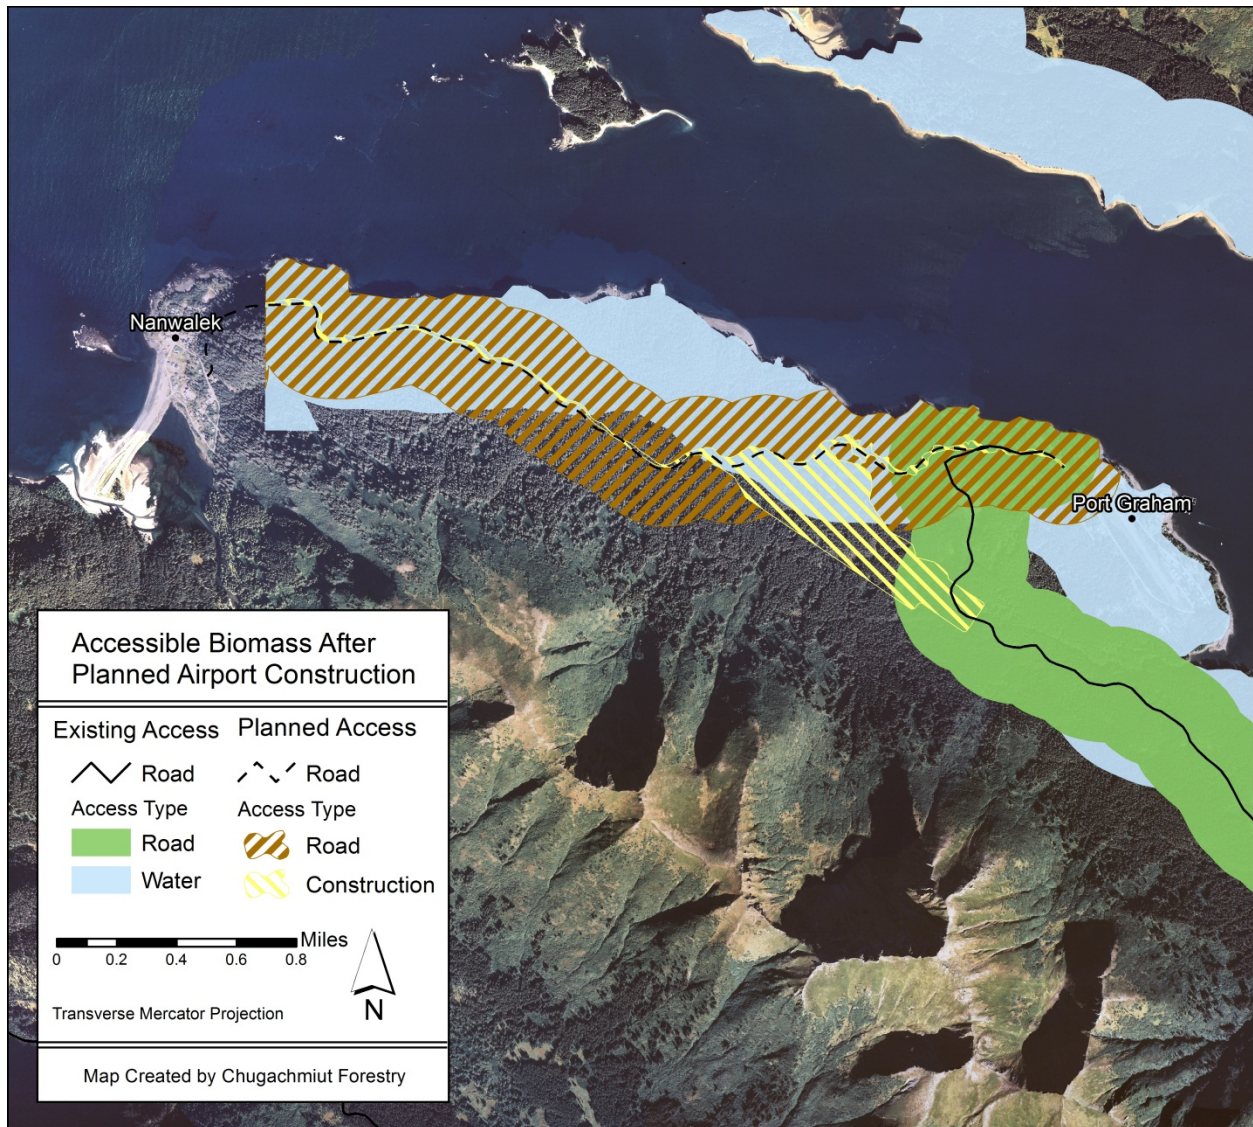 Nanwalek
Port Graham
Accessible Biomass After
Planned Airport Construction
Existing Access
Planned Access
Road
Road
Access Type
Access Type
Road
Road
Water
Construction
Miles
0 0.2 0.4 0.6 0.8
N
Transverse Mercator Projection
Map Created by Chugachmiut Forestry